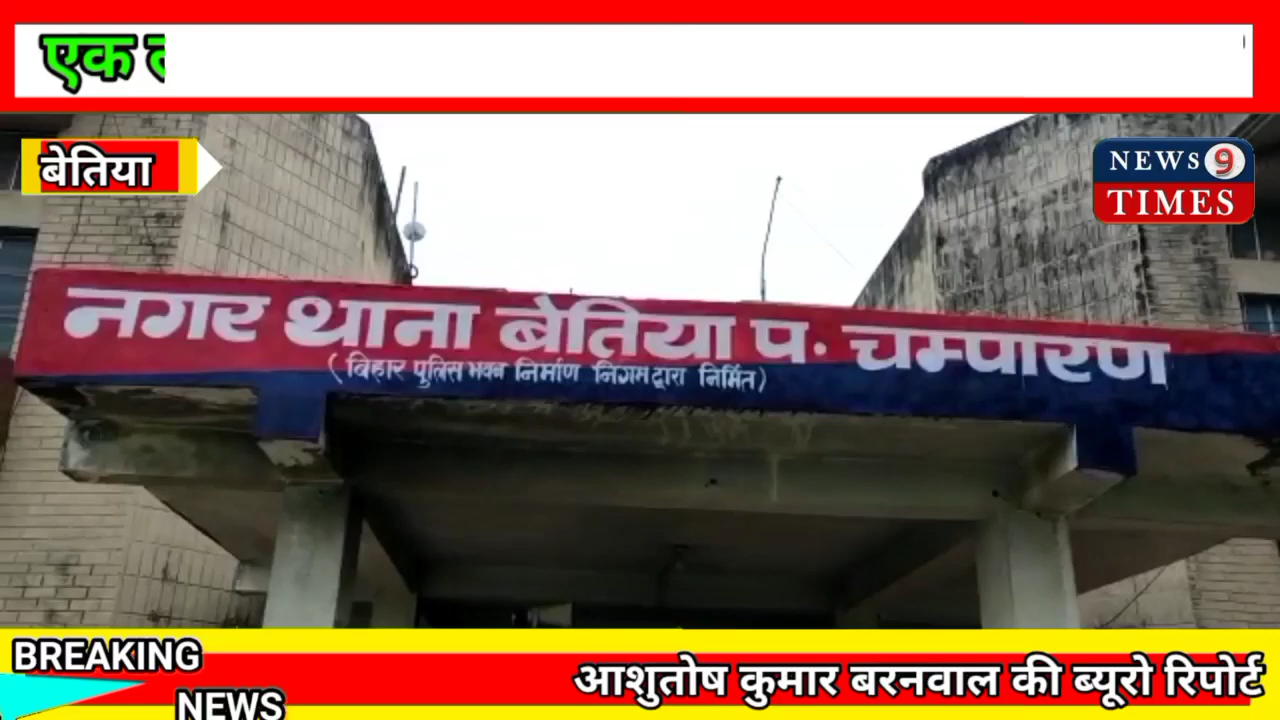 एक
बेतिया
NEWS 9
TIMES
नगर थाना बेतिया प. चम्पारण
(बिहार पुलिस भवन निर्माण निगम द्वारा निर्मित)
BREAKING
NEWS
आशुतोष कुमार बरनवाल की ब्यूरो रिपोर्ट